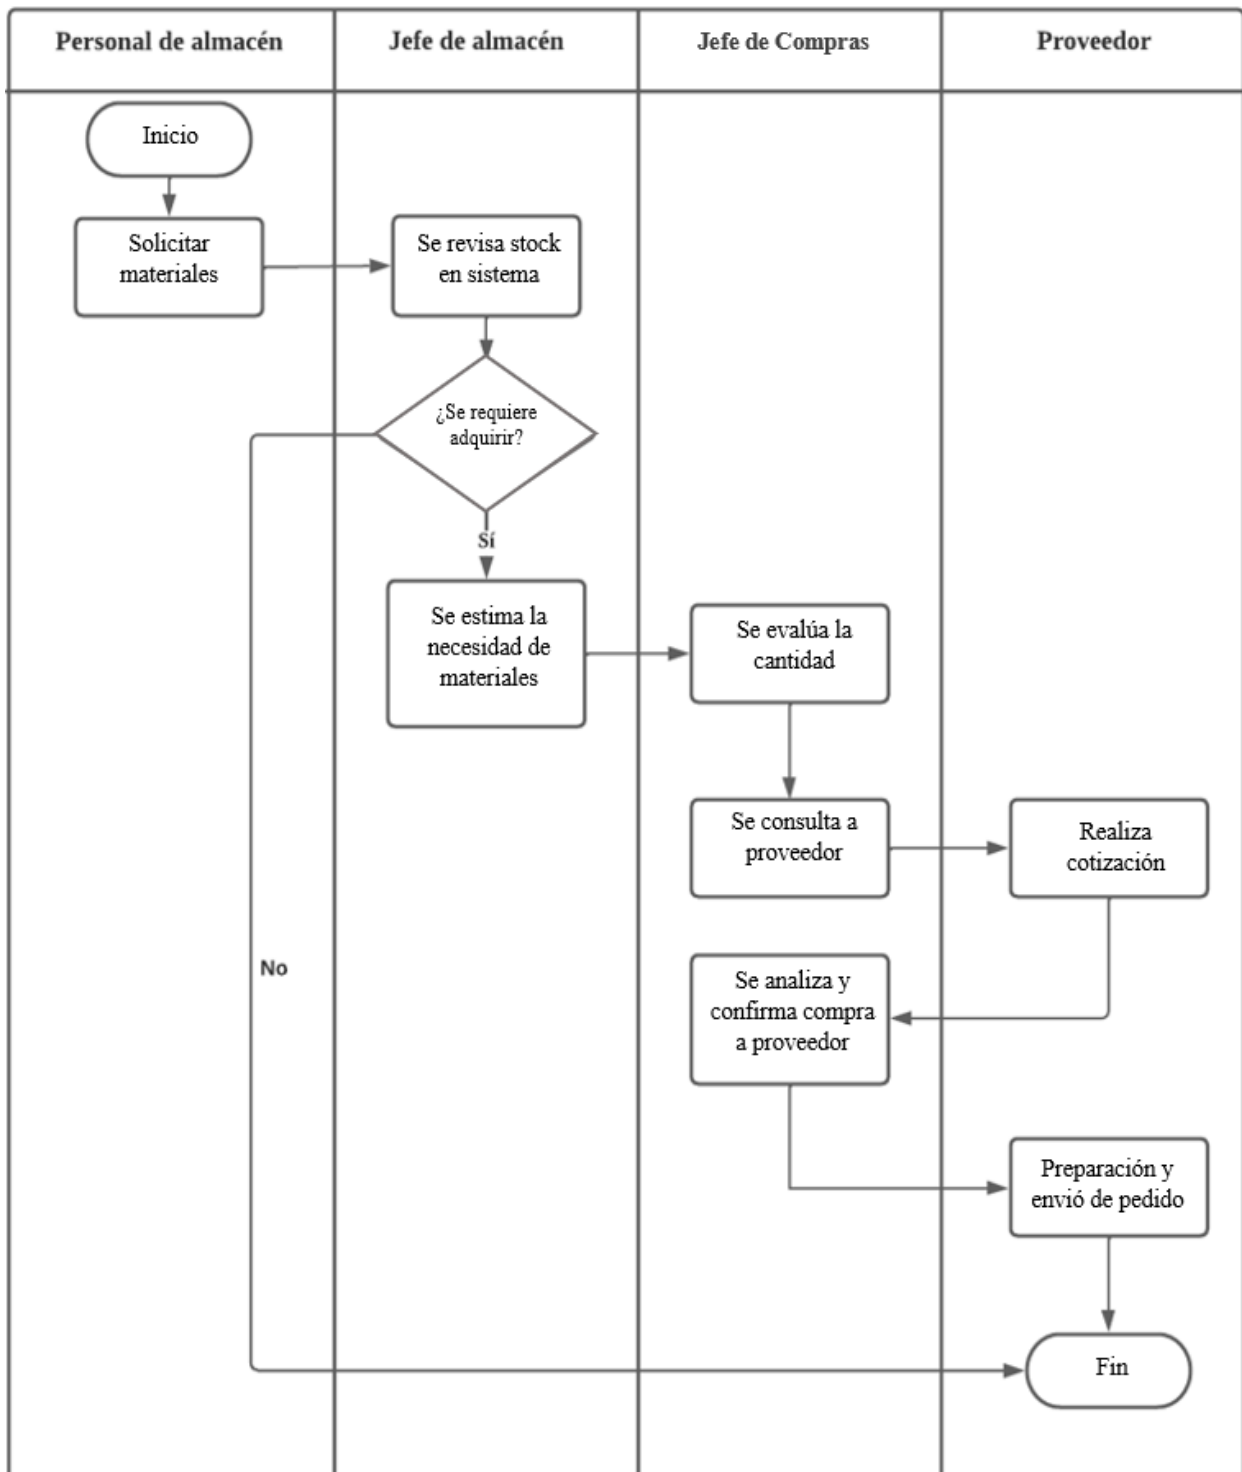 Personal de almacén
Jefe de almacén
Jefe de Compras
Proveedor
Inicio
Solicitar
materiales
Se revisa stock
en sistema
¿Se requiere
adquirir?
Sí
Se estima la
necesidad de
materiales
Se evalúa la
cantidad
Se consulta a
proveedor
Realiza
cotización
No
Se analiza y
confirma compra
a proveedor
Preparación y
envió de pedido
Fin